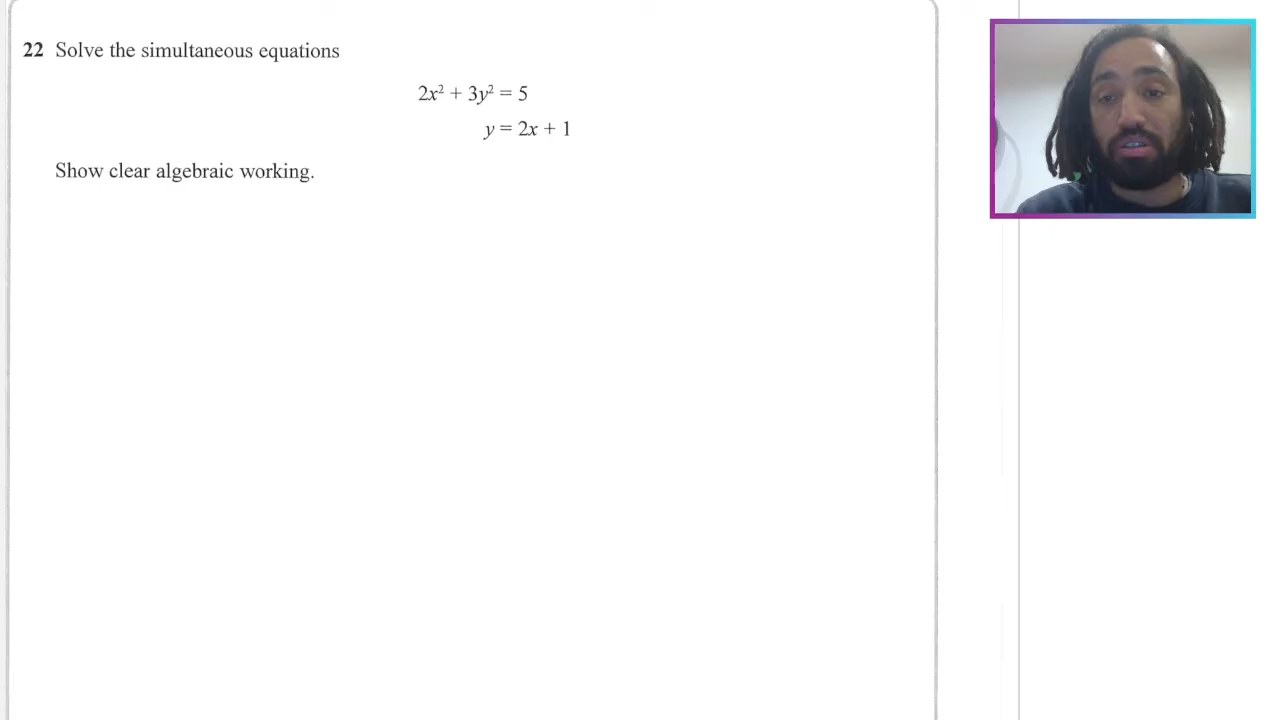 22 Solve the simultaneous equations
2x² + 3y² = 5
y = 2x + 1
Show clear algebraic working.